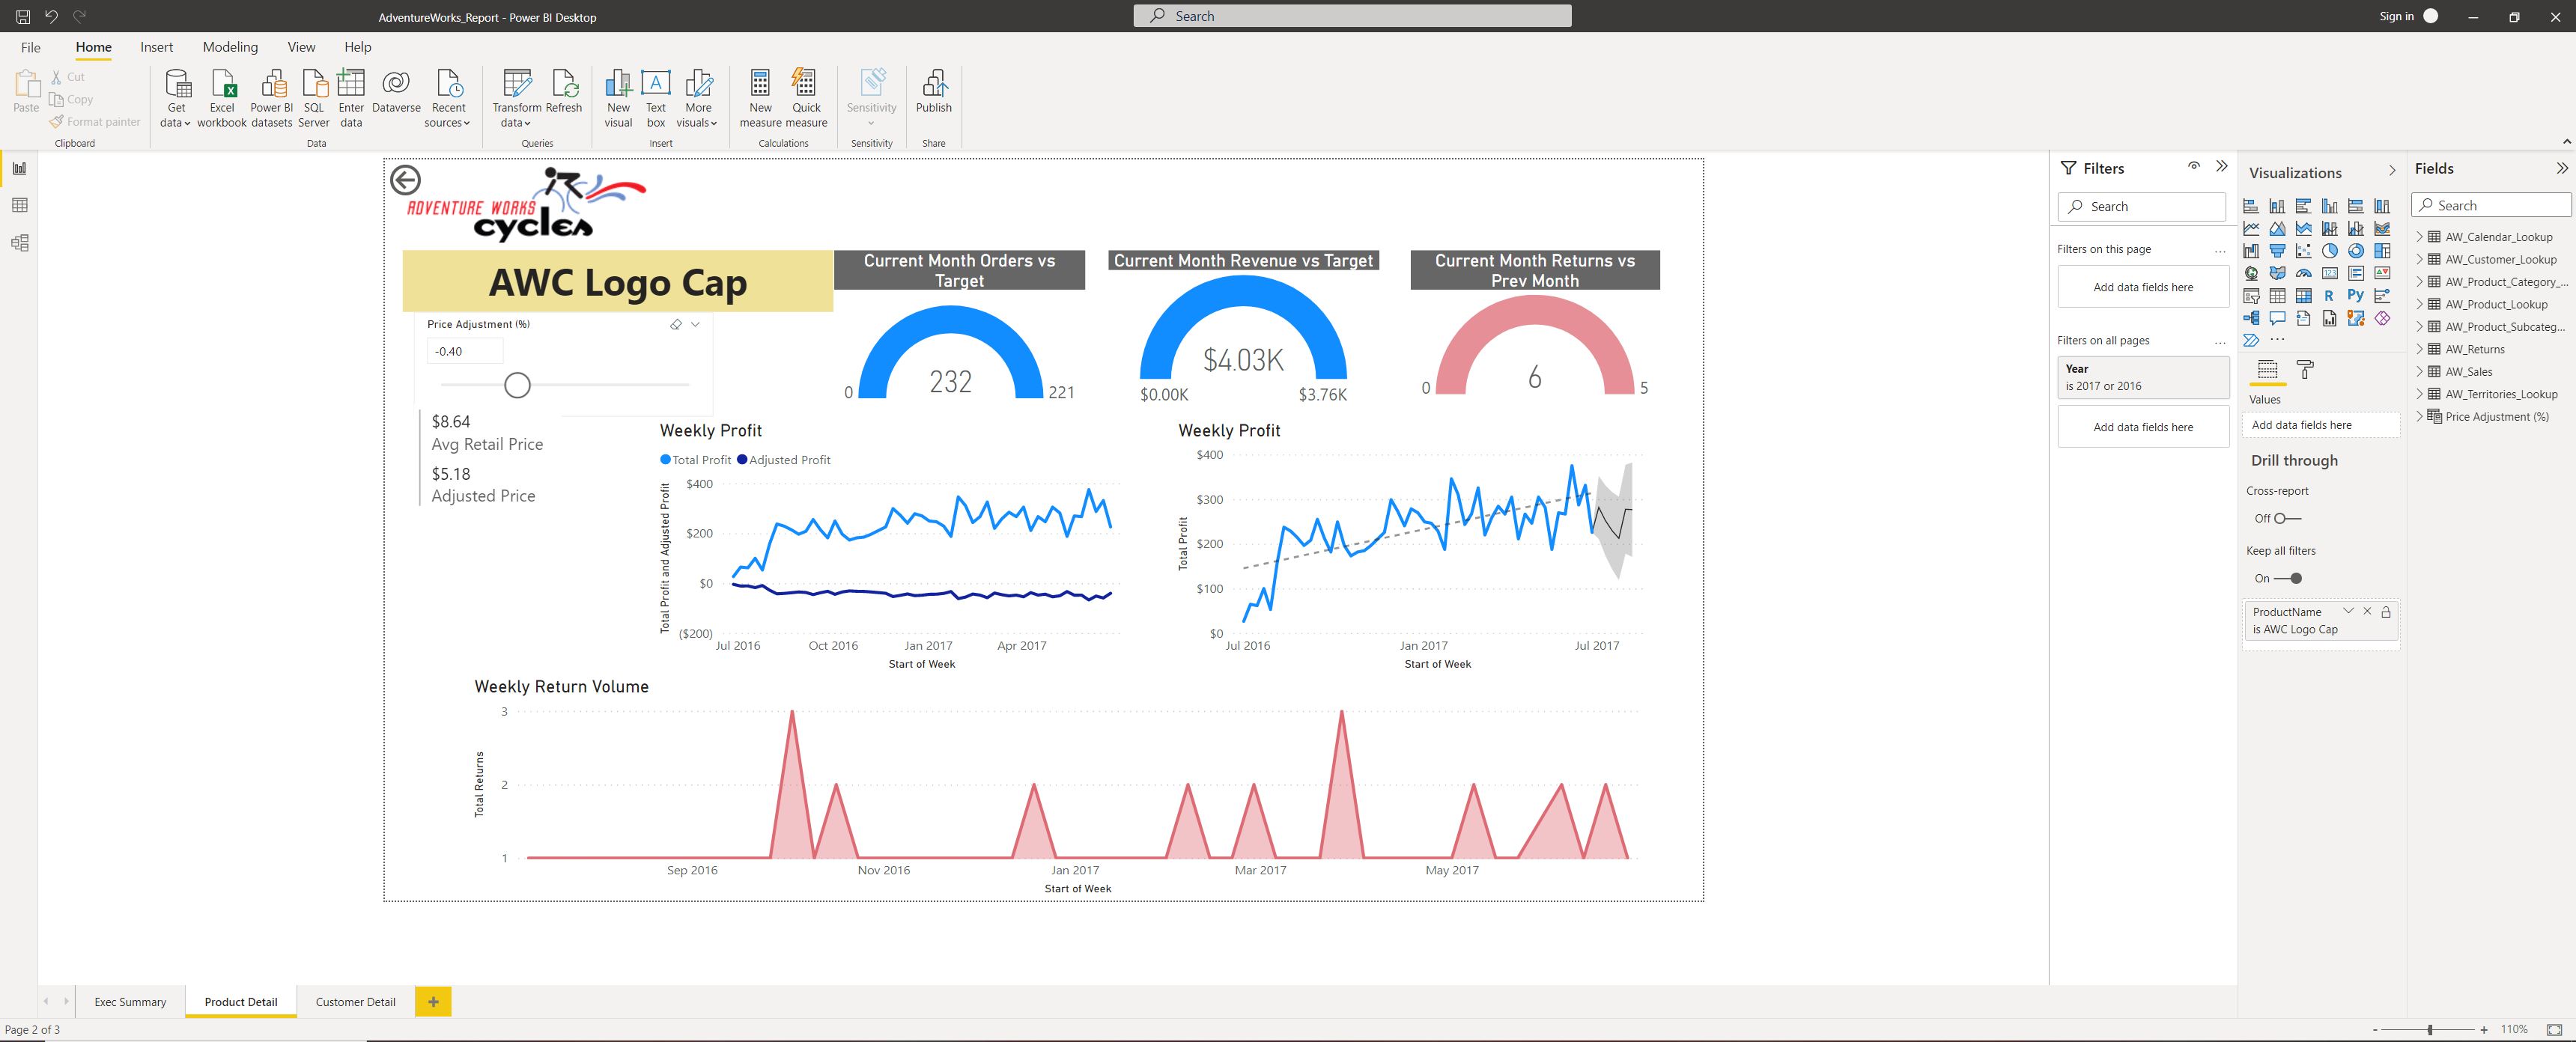 AdventureWorks_Report - Power BI Desktop
Search
Sign in
File
Home
Insert
Modeling
View
Help
Paste
Cut
Copy
Format painter
Clipboard
Get data
Excel workbook
Power BI datasets
SQL Server
Enter data
Dataverse
Recent sources
Data
Transform data
Refresh
Queries
New visual
Text box
A
More visuals
Insert
New measure
Quick measure
Calculations
Sensitivity
Sensitivity
Publish
Share
ADVENTURE WORKS
cycles
AWC Logo Cap
Price Adjustment (%)
-0.40
$8.64
Avg Retail Price
$5.18
Adjusted Price
Current Month Orders vs
Target
232
0
221
Current Month Revenue vs Target
$4.03K
$0.00K
$3.76K
Current Month Returns vs
Prev Month
6
0
5
Weekly Profit
Total Profit
Adjusted Profit
Total Profit and Adjusted Profit
$400
$200
$0
($200)
Jul 2016
Oct 2016
Jan 2017
Apr 2017
Start of Week
Weekly Profit
Total Profit
$400
$300
$200
$100
$0
Jul 2016
Jan 2017
Jul 2017
Start of Week
Weekly Return Volume
Total Returns
3
2
1
Sep 2016
Nov 2016
Jan 2017
Mar 2017
May 2017
Start of Week
Filters
Search
Filters on this page
...
Add data fields here
Filters on all pages
...
Year
is 2017 or 2016
Add data fields here
Visualizations
123
R
Py
...
Values
Add data fields here
Drill through
Cross-report
Off
Keep all filters
On
ProductName
is AWC Logo Cap
Fields
Search
AW_Calendar_Lookup
AW_Customer_Lookup
AW_Product_Category_...
AW_Product_Lookup
AW_Product_Subcateg...
AW_Returns
AW_Sales
AW_Territories_Lookup
Price Adjustment (%)
Exec Summary
Product Detail
Customer Detail
+
Page 2 of 3
- + 110%